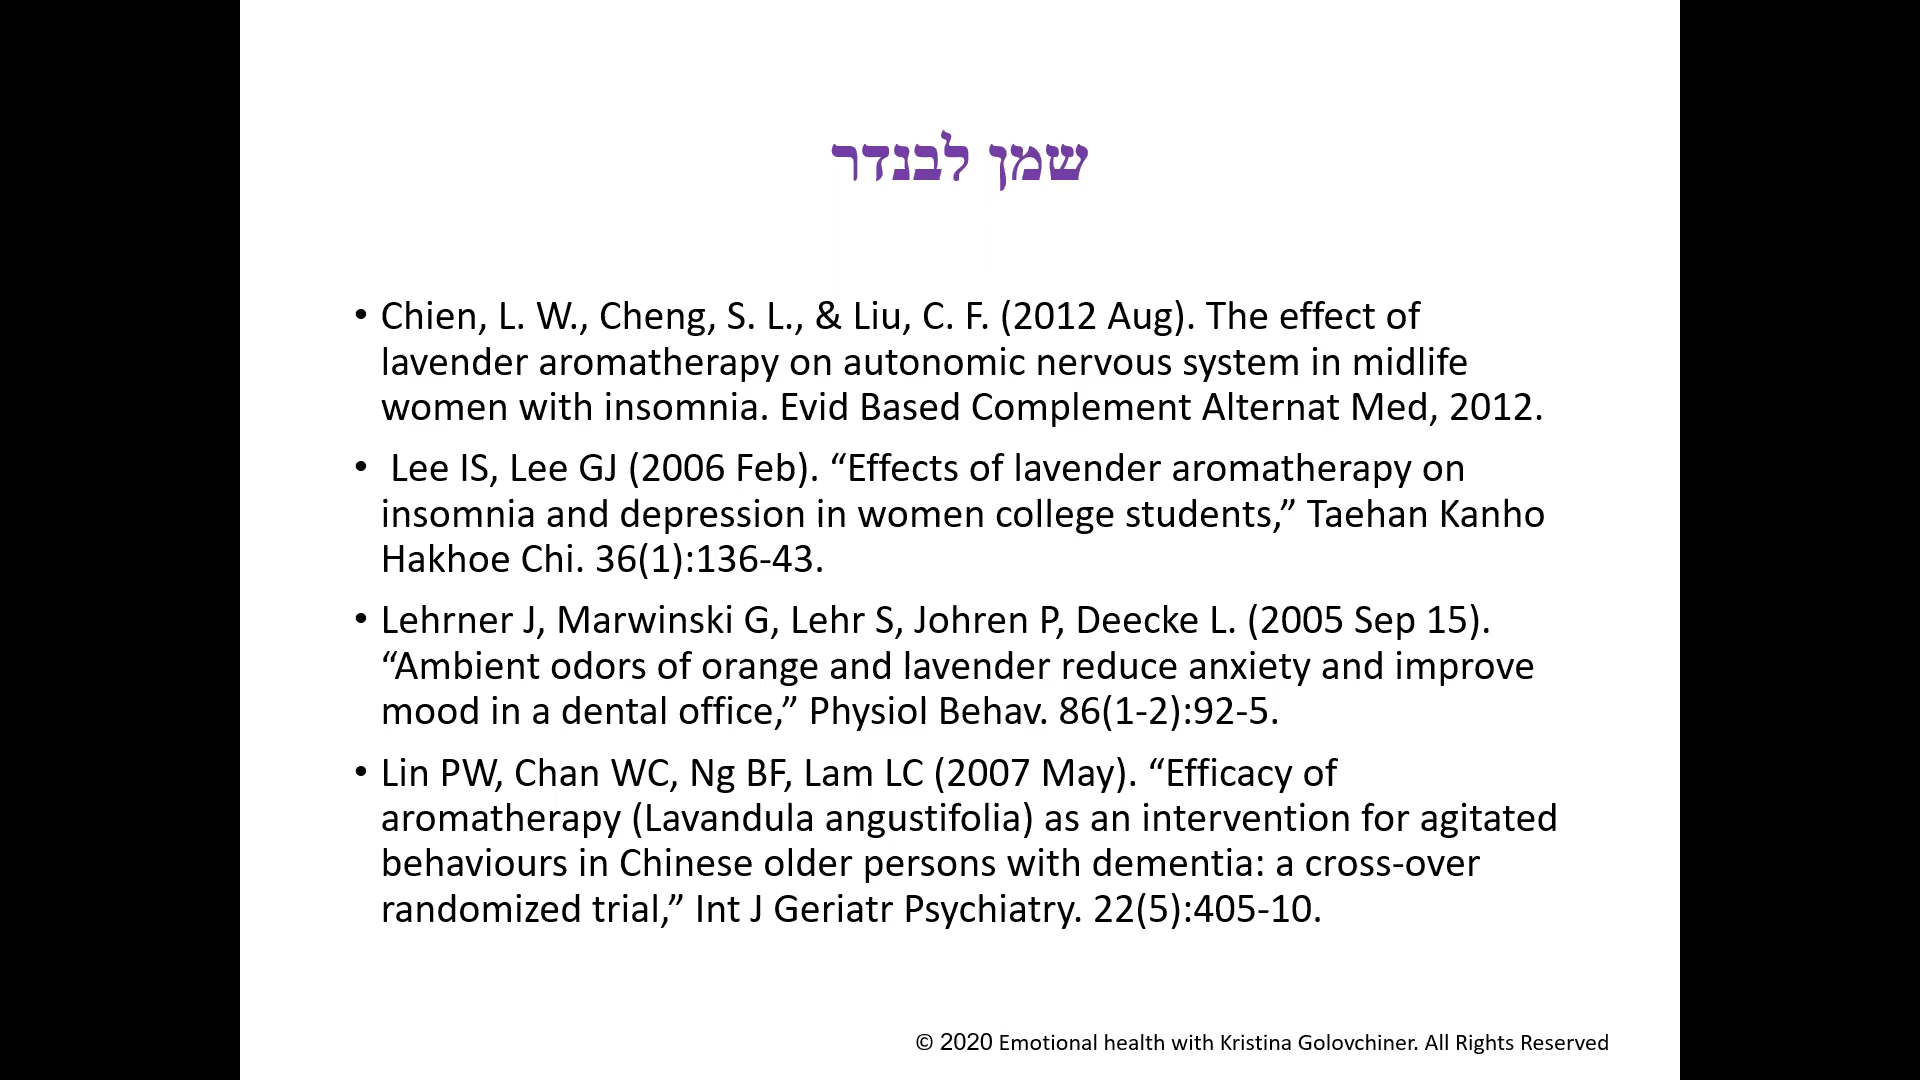 שמן לבנדר
• Chien, L. W., Cheng, S. L., & Liu, C. F. (2012 Aug). The effect of
lavender aromatherapy on autonomic nervous system in midlife
women with insomnia. Evid Based Complement Alternat Med, 2012.
• Lee IS, Lee GJ (2006 Feb). “Effects of lavender aromatherapy on
insomnia and depression in women college students,” Taehan Kanho
Hakhoe Chi. 36(1):136-43.
• Lehrner J, Marwinski G, Lehr S, Johren P, Deecke L. (2005 Sep 15).
“Ambient odors of orange and lavender reduce anxiety and improve
mood in a dental office,” Physiol Behav. 86(1-2):92-5.
• Lin PW, Chan WC, Ng BF, Lam LC (2007 May). “Efficacy of
aromatherapy (Lavandula angustifolia) as an intervention for agitated
behaviours in Chinese older persons with dementia: a cross-over
randomized trial,” Int J Geriatr Psychiatry. 22(5):405-10.
© 2020 Emotional health with Kristina Golovchiner. All Rights Reserved